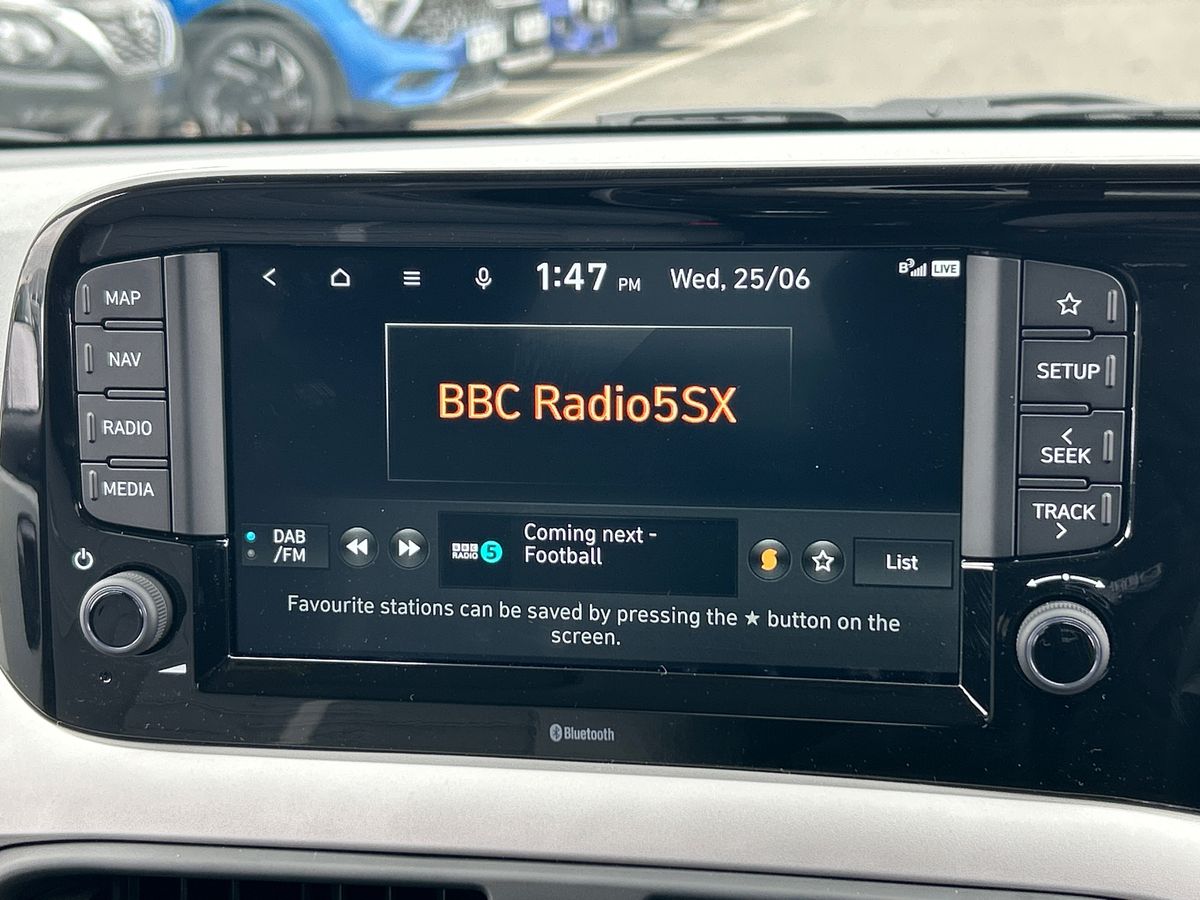 1:47 PM Wed, 25/06
B LIVE
MAP
NAV
RADIO
MEDIA
BBC Radio5SX
SETUP
SEEK
TRACK
DAB
/FM
BBC
RADIO 5
Coming next -
Football
List
Favourite stations can be saved by pressing the ★ button on the
screen.
Bluetooth